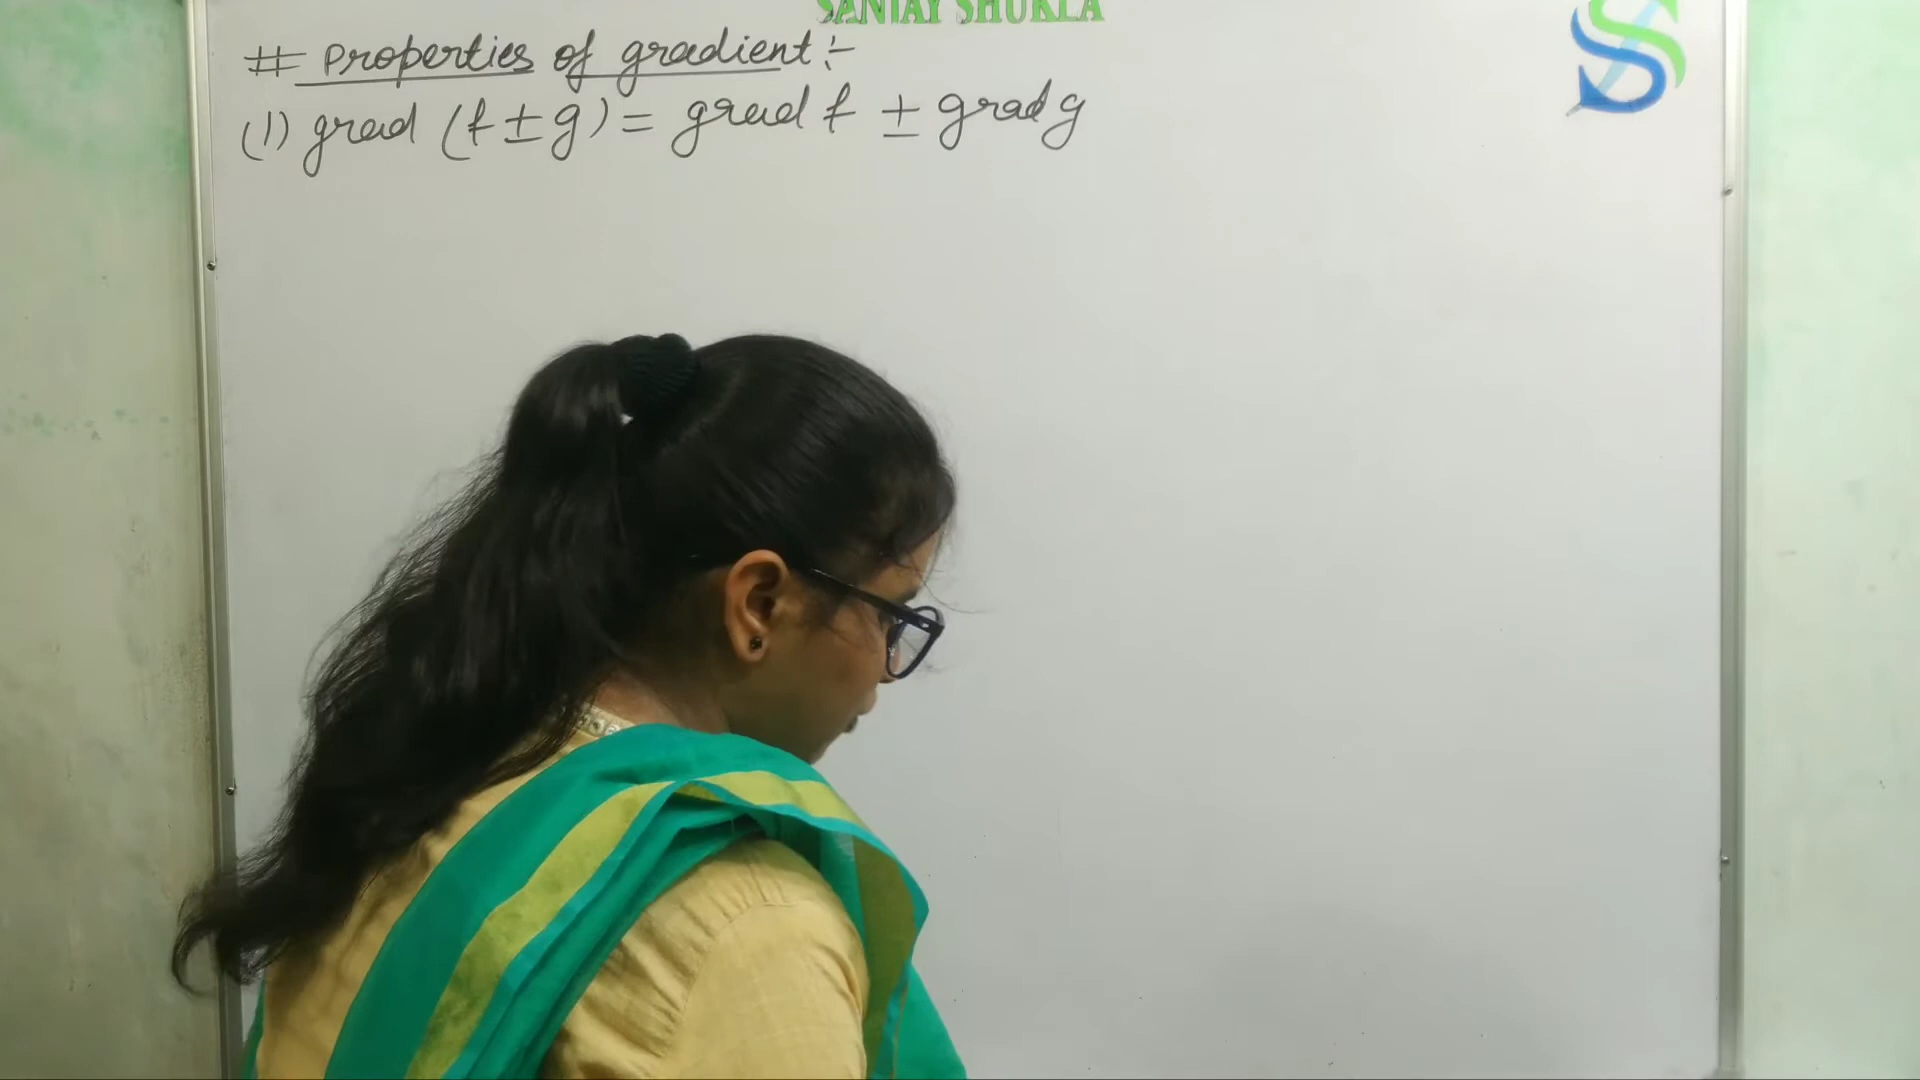 SANJAY SHUKLA
# Properties of gradient :-
(1) grad (f ± g) = grad f ± grad g